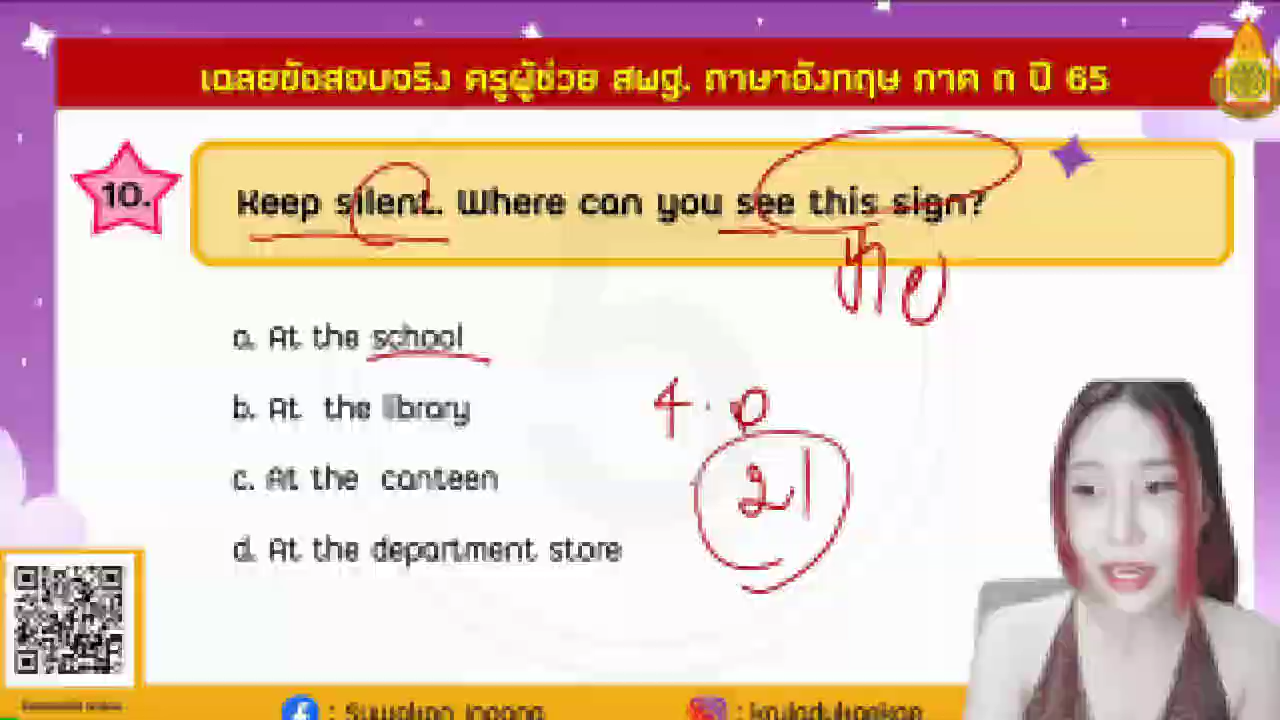 เฉลยข้อสอบจริง ครูผู้ช่วย สพฐ. ภาษาอังกฤษ ภาค ก ปี 65
10.
Keep silent. Where can you see this sign?
ป้าย
a. At the school
b. At the library
4.0
c. At the canteen
21
d. At the department store